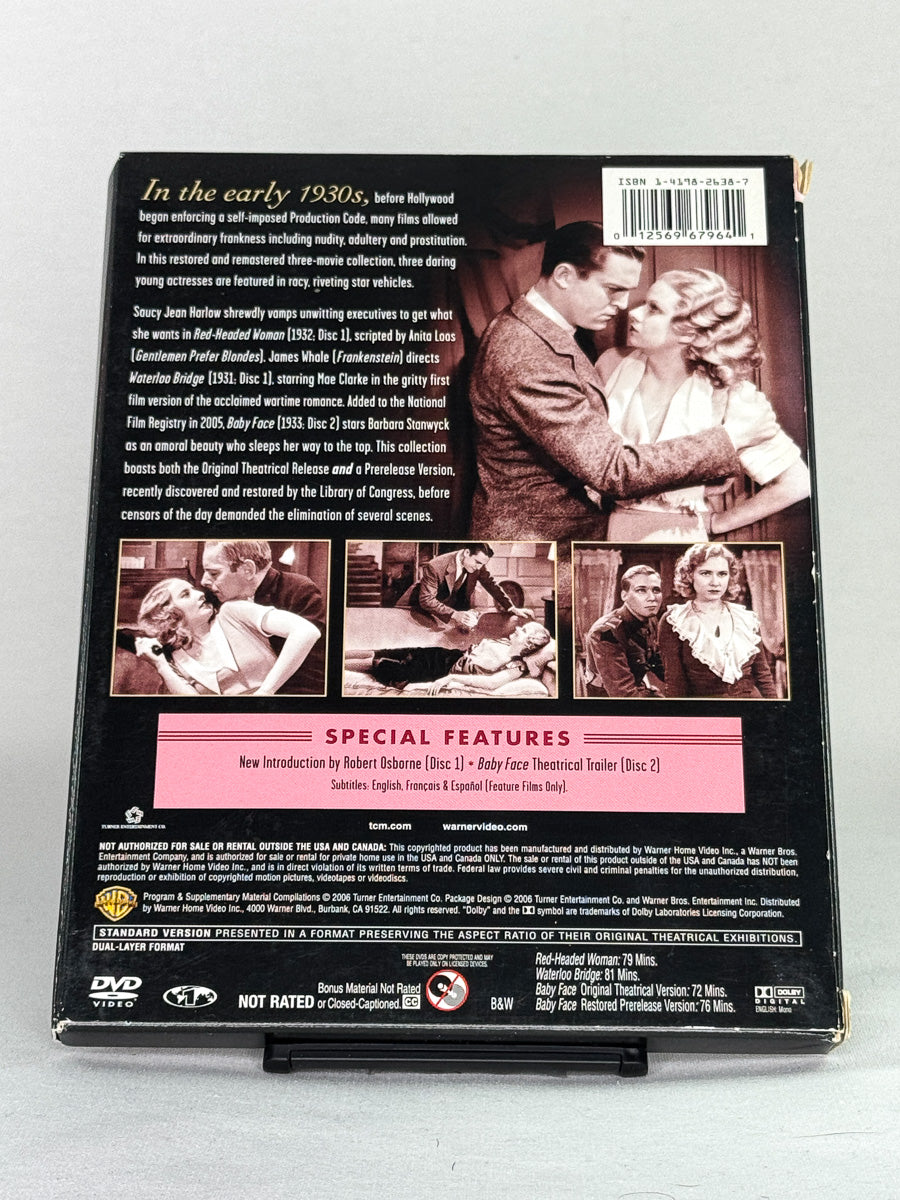 In the early 1930s, before Hollywood
began enforcing a self-imposed Production Code, many films allowed
for extraordinary frankness including nudity, adultery and prostitution.
In this restored and remastered three-movie collection, three daring
young actresses are featured in racy, riveting star vehicles.
Saucy Jean Harlow shrewdly vamps unwitting executives to get what
she wants in Red-Headed Woman (1932; Disc 1), scripted by Anita Loos
(Gentlemen Prefer Blondes). James Whale (Frankenstein) directs
Waterloo Bridge (1931; Disc 1), starring Mae Clarke in the gritty first
film version of the acclaimed wartime romance. Added to the National
Film Registry in 2005, Baby Face (1933; Disc 2) stars Barbara Stanwyck
as an amoral beauty who sleeps her way to the top. This collection
boasts both the Original Theatrical Release and a Prerelease Version,
recently discovered and restored by the Library of Congress, before
censors of the day demanded the elimination of several scenes.
ISBN 1-4198-2638-7
0 12569 67964 1
SPECIAL FEATURES
New Introduction by Robert Osborne (Disc 1) * Baby Face Theatrical Trailer (Disc 2)
Subtitles: English, Français & Español (Feature Films Only).
TURNER ENTERTAINMENT CO.
tcm.com warnervideo.com
NOT AUTHORIZED FOR SALE OR RENTAL OUTSIDE THE USA AND CANADA: This copyrighted product has been manufactured and distributed by Warner Home Video Inc., a Warner Bros.
Entertainment Company, and is authorized for sale or rental for private home use in the USA and Canada ONLY. The sale or rental of this product outside of the USA and Canada has NOT been
authorized by Warner Home Video Inc., and is in direct violation of its written terms of trade. Federal law provides severe civil and criminal penalties for the unauthorized distribution,
reproduction or exhibition of copyrighted motion pictures, videotapes or videodiscs.
WB
Program & Supplementary Material Compilations © 2006 Turner Entertainment Co. Package Design © 2006 Turner Entertainment Co. and Warner Bros. Entertainment Inc. Distributed
by Warner Home Video Inc., 4000 Warner Blvd., Burbank, CA 91522. All rights reserved. "Dolby" and the DD symbol are trademarks of Dolby Laboratories Licensing Corporation.
STANDARD VERSION PRESENTED IN A FORMAT PRESERVING THE ASPECT RATIO OF THEIR ORIGINAL THEATRICAL EXHIBITIONS.
DUAL-LAYER FORMAT
DVD VIDEO
1
NOT RATED
Bonus Material Not Rated
or Closed-Captioned. CC
THESE DVDS ARE COPY PROTECTED AND MAY
BE PLAYED ONLY ON LICENSED DEVICES.
B&W
Red-Headed Woman: 79 Mins.
Waterloo Bridge: 81 Mins.
Baby Face Original Theatrical Version: 72 Mins.
Baby Face Restored Prerelease Version: 76 Mins.
DOLBY
DIGITAL
ENGLISH: Mono